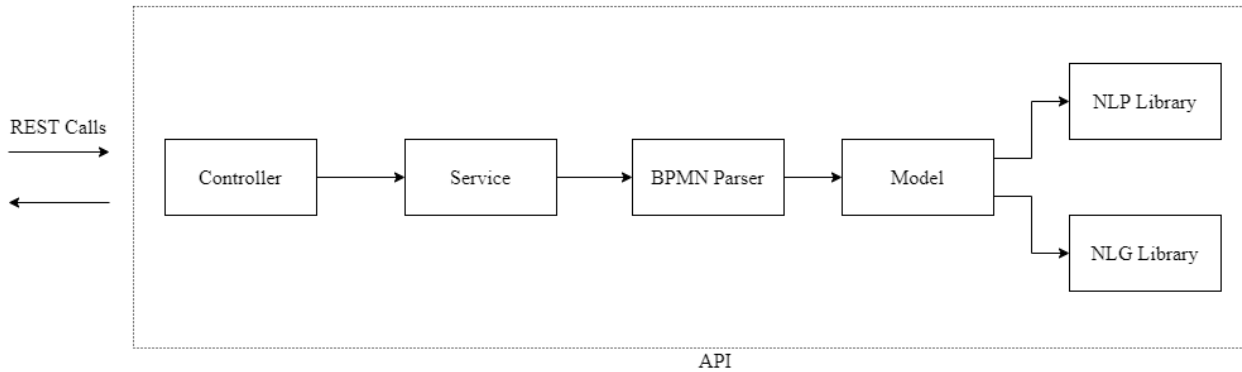 REST Calls
Controller
Service
BPMN Parser
Model
NLP Library
NLG Library
API